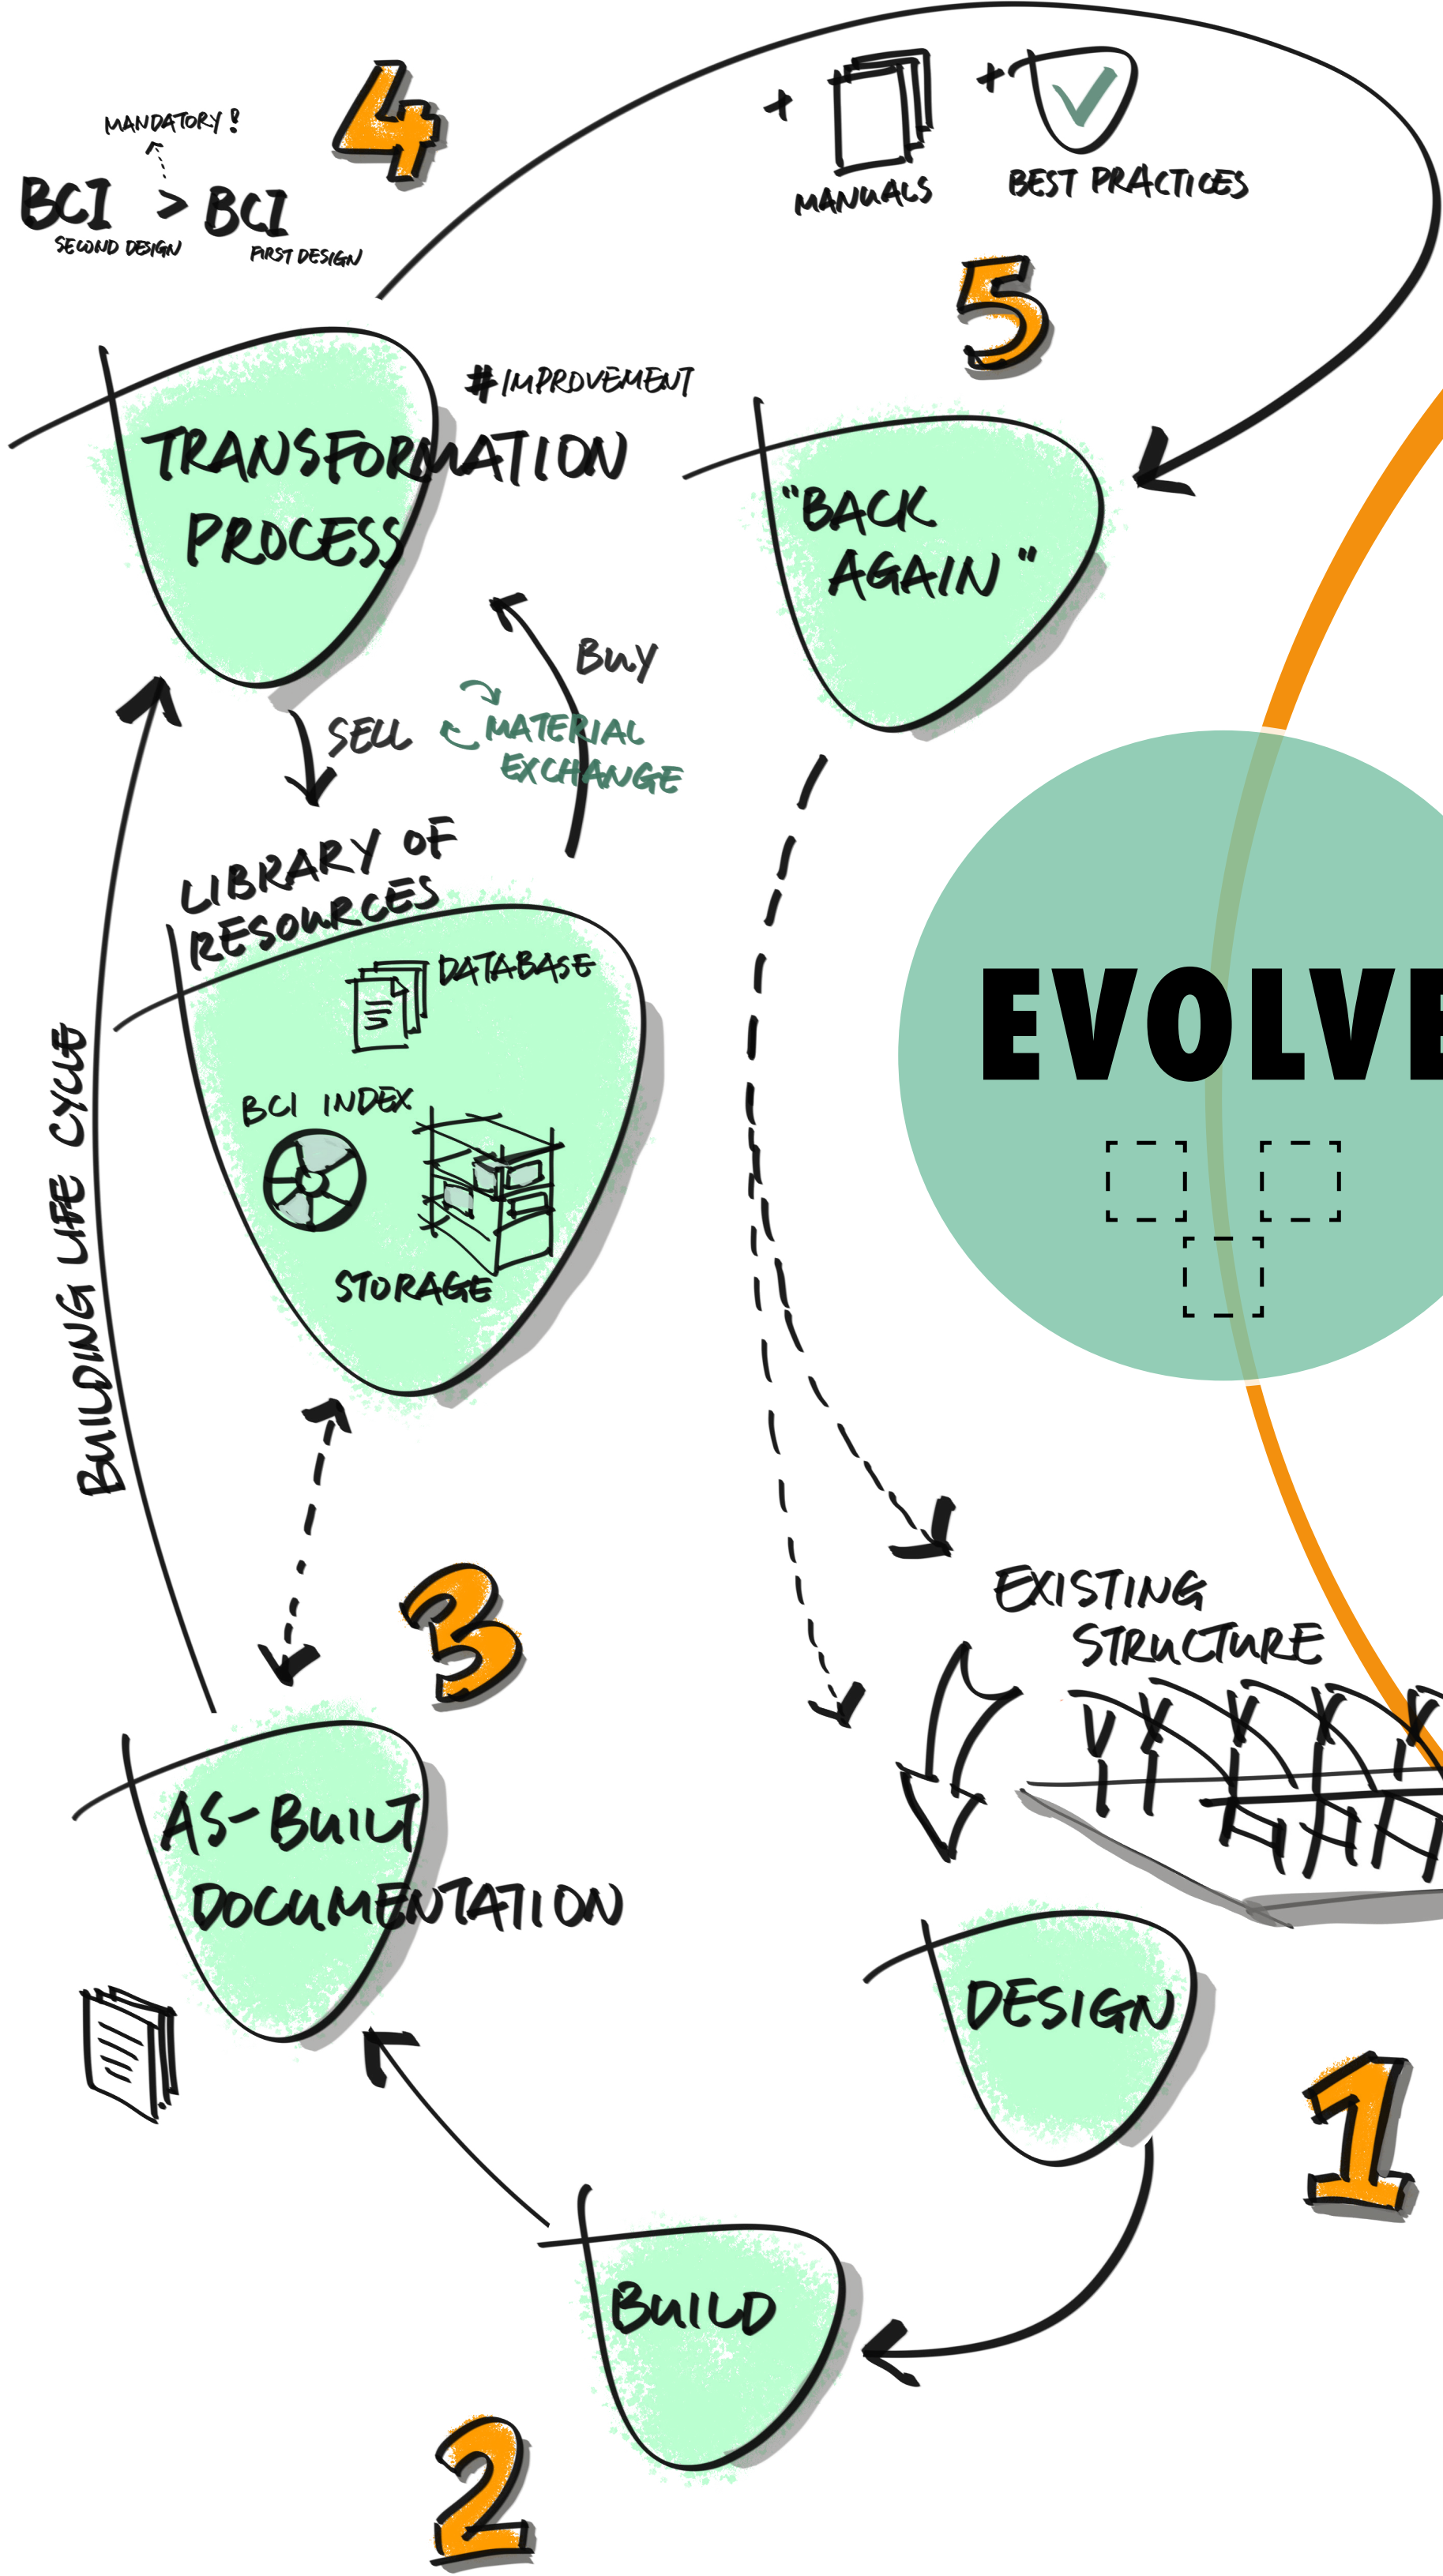 4
MANDATORY!
BCI > BCI
SECOND DESIGN
FIRST DESIGN
+ MANUALS
+ BEST PRACTICES
5
#IMPROVEMENT
TRANSFORMATION
PROCESS
"BACK
AGAIN"
BUY
SELL
MATERIAL
EXCHANGE
LIBRARY OF
RESOURCES
DATABASE
BCI INDEX
STORAGE
EVOLVE
BUILDING LIFE CYCLE
3
EXISTING
STRUCTURE
AS-BUILT
DOCUMENTATION
DESIGN
1
BUILD
2